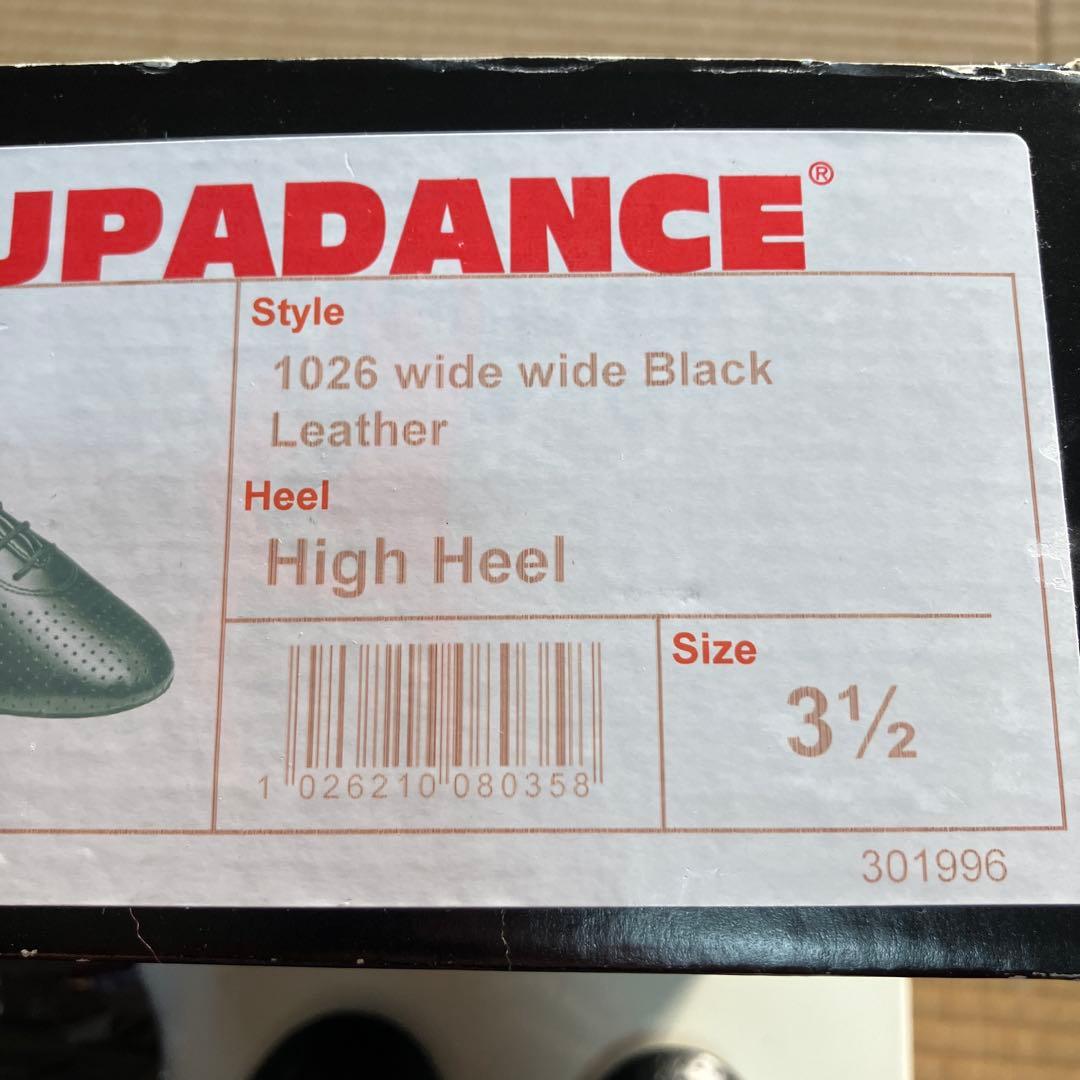 UPADANCE®
Style
1026 wide wide Black
Leather
Heel
High Heel
Size
3½
1 026210 080358
301996